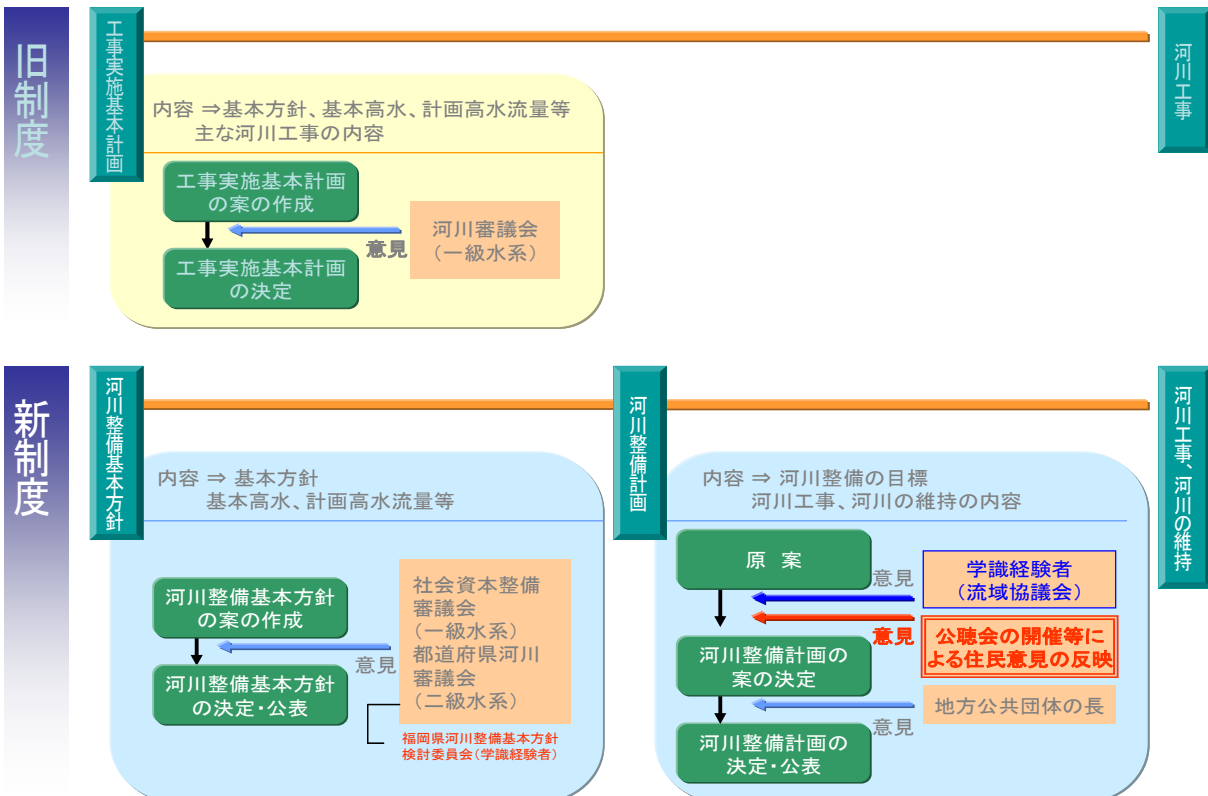 旧制度
工事実施基本計画
河川工事
内容 ⇒基本方針、基本高水、計画高水流量等
主な河川工事の内容
工事実施基本計画
の案の作成
意見
河川審議会
(一級水系)
工事実施基本計画
の決定
新制度
河川整備基本方針
内容 ⇒ 基本方針
基本高水、計画高水流量等
河川整備基本方針
の案の作成
意見
社会資本整備
審議会
(一級水系)
都道府県河川
審議会
(二級水系)
河川整備基本方針
の決定・公表
福岡県河川整備基本方針
検討委員会(学識経験者)
河川整備計画
内容 ⇒ 河川整備の目標
河川工事、河川の維持の内容
原 案
意見
学識経験者
(流域協議会)
意見
公聴会の開催等に
よる住民意見の反映
河川整備計画の
案の決定
意見
地方公共団体の長
河川整備計画の
決定・公表
河川工事、河川の維持